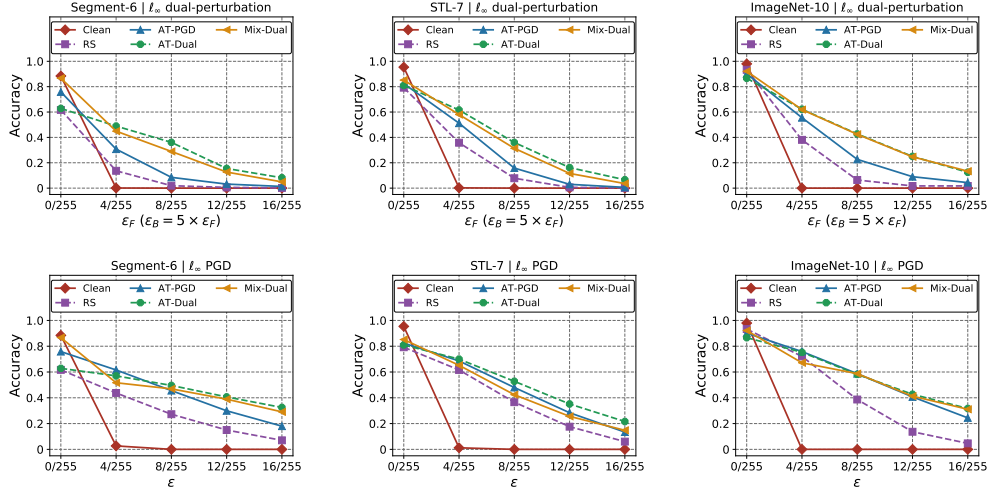 Segment-6 | ℓ∞ dual-perturbation
Clean AT-PGD Mix-Dual
RS AT-Dual
Accuracy
1.0
0.8
0.6
0.4
0.2
0
0/255 4/255 8/255 12/255 16/255
εF (εB = 5 × εF)
STL-7 | ℓ∞ dual-perturbation
Clean AT-PGD Mix-Dual
RS AT-Dual
Accuracy
1.0
0.8
0.6
0.4
0.2
0
0/255 4/255 8/255 12/255 16/255
εF (εB = 5 × εF)
ImageNet-10 | ℓ∞ dual-perturbation
Clean AT-PGD Mix-Dual
RS AT-Dual
Accuracy
1.0
0.8
0.6
0.4
0.2
0
0/255 4/255 8/255 12/255 16/255
εF (εB = 5 × εF)
Segment-6 | ℓ∞ PGD
Clean AT-PGD Mix-Dual
RS AT-Dual
Accuracy
1.0
0.8
0.6
0.4
0.2
0
0/255 4/255 8/255 12/255 16/255
ε
STL-7 | ℓ∞ PGD
Clean AT-PGD Mix-Dual
RS AT-Dual
Accuracy
1.0
0.8
0.6
0.4
0.2
0
0/255 4/255 8/255 12/255 16/255
ε
ImageNet-10 | ℓ∞ PGD
Clean AT-PGD Mix-Dual
RS AT-Dual
Accuracy
1.0
0.8
0.6
0.4
0.2
0
0/255 4/255 8/255 12/255 16/255
ε